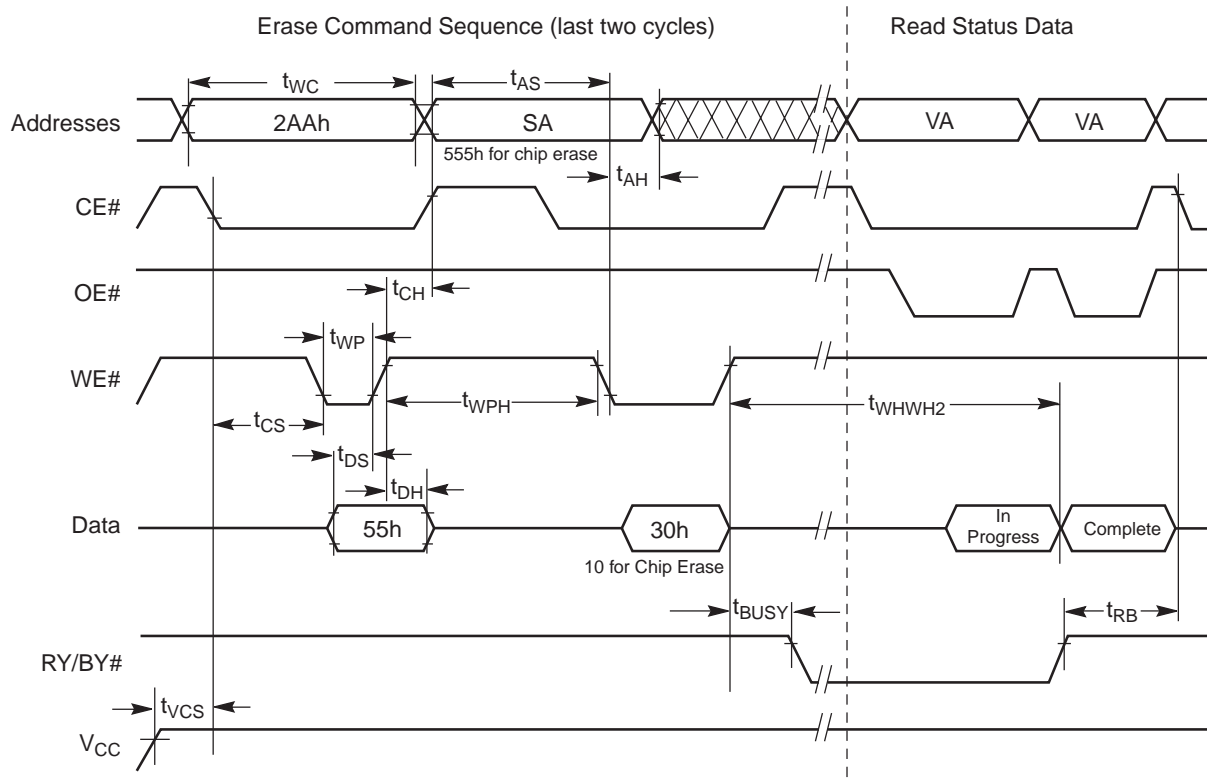 Erase Command Sequence (last two cycles)
Read Status Data
tWC
tAS
Addresses
2AAh
SA
VA
VA
555h for chip erase
tAH
CE#
OE#
tCH
tWP
WE#
tWPH
tWHWH2
tCS
tDS
tDH
Data
55h
30h
In
Progress
Complete
10 for Chip Erase
tBUSY
tRB
RY/BY#
tVCS
VCC